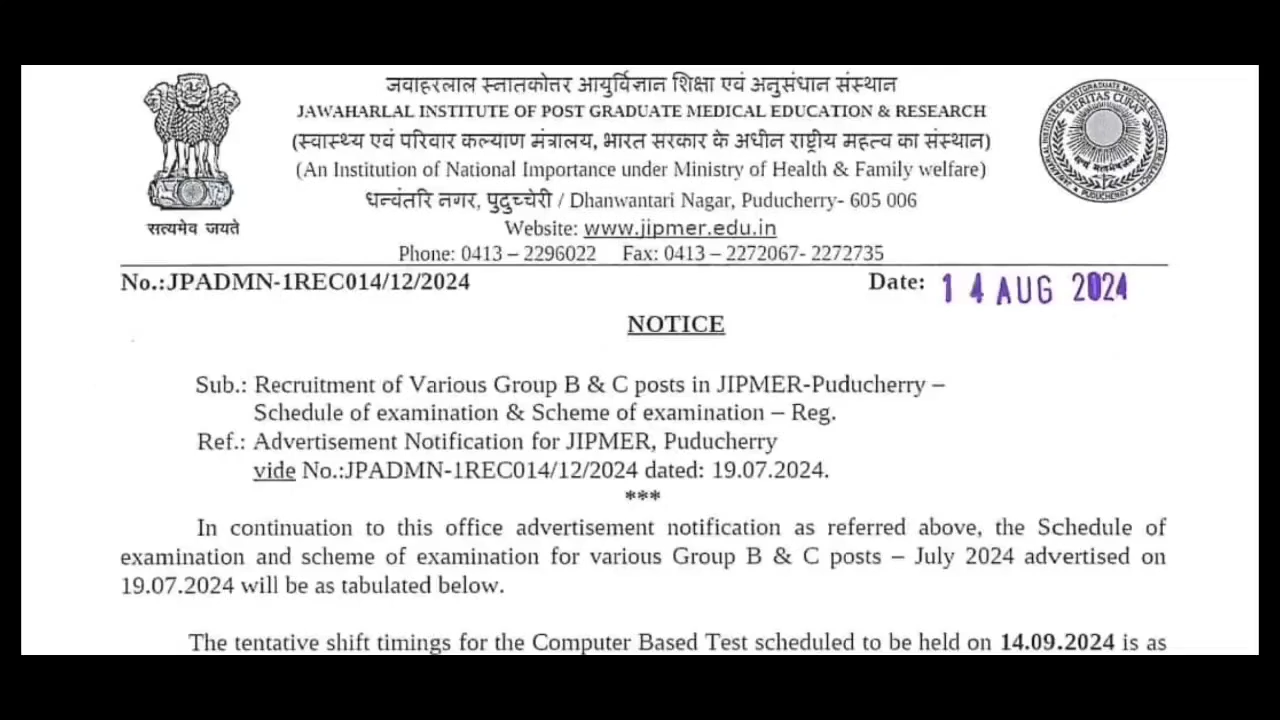 जवाहरलाल स्नातकोत्तर आयुर्विज्ञान शिक्षा एवं अनुसंधान संस्थान
JAWAHARLAL INSTITUTE OF POST GRADUATE MEDICAL EDUCATION & RESEARCH
(स्वास्थ्य एवं परिवार कल्याण मंत्रालय, भारत सरकार के अधीन राष्ट्रीय महत्व का संस्थान)
(An Institution of National Importance under Ministry of Health & Family welfare)
धन्वंतरि नगर, पुदुच्चेरी / Dhanwantari Nagar, Puducherry- 605 006
सत्यमेव जयते
VERITAS CURAT
PUDUCHERRY
Website: www.jipmer.edu.in
Phone: 0413 – 2296022 Fax: 0413 – 2272067- 2272735
No.:JPADMN-1REC014/12/2024 Date: 14 AUG 2024
NOTICE
Sub.: Recruitment of Various Group B & C posts in JIPMER-Puducherry –
Schedule of examination & Scheme of examination – Reg.
Ref.: Advertisement Notification for JIPMER, Puducherry
vide No.:JPADMN-1REC014/12/2024 dated: 19.07.2024.
***
In continuation to this office advertisement notification as referred above, the Schedule of
examination and scheme of examination for various Group B & C posts – July 2024 advertised on
19.07.2024 will be as tabulated below.
The tentative shift timings for the Computer Based Test scheduled to be held on 14.09.2024 is as